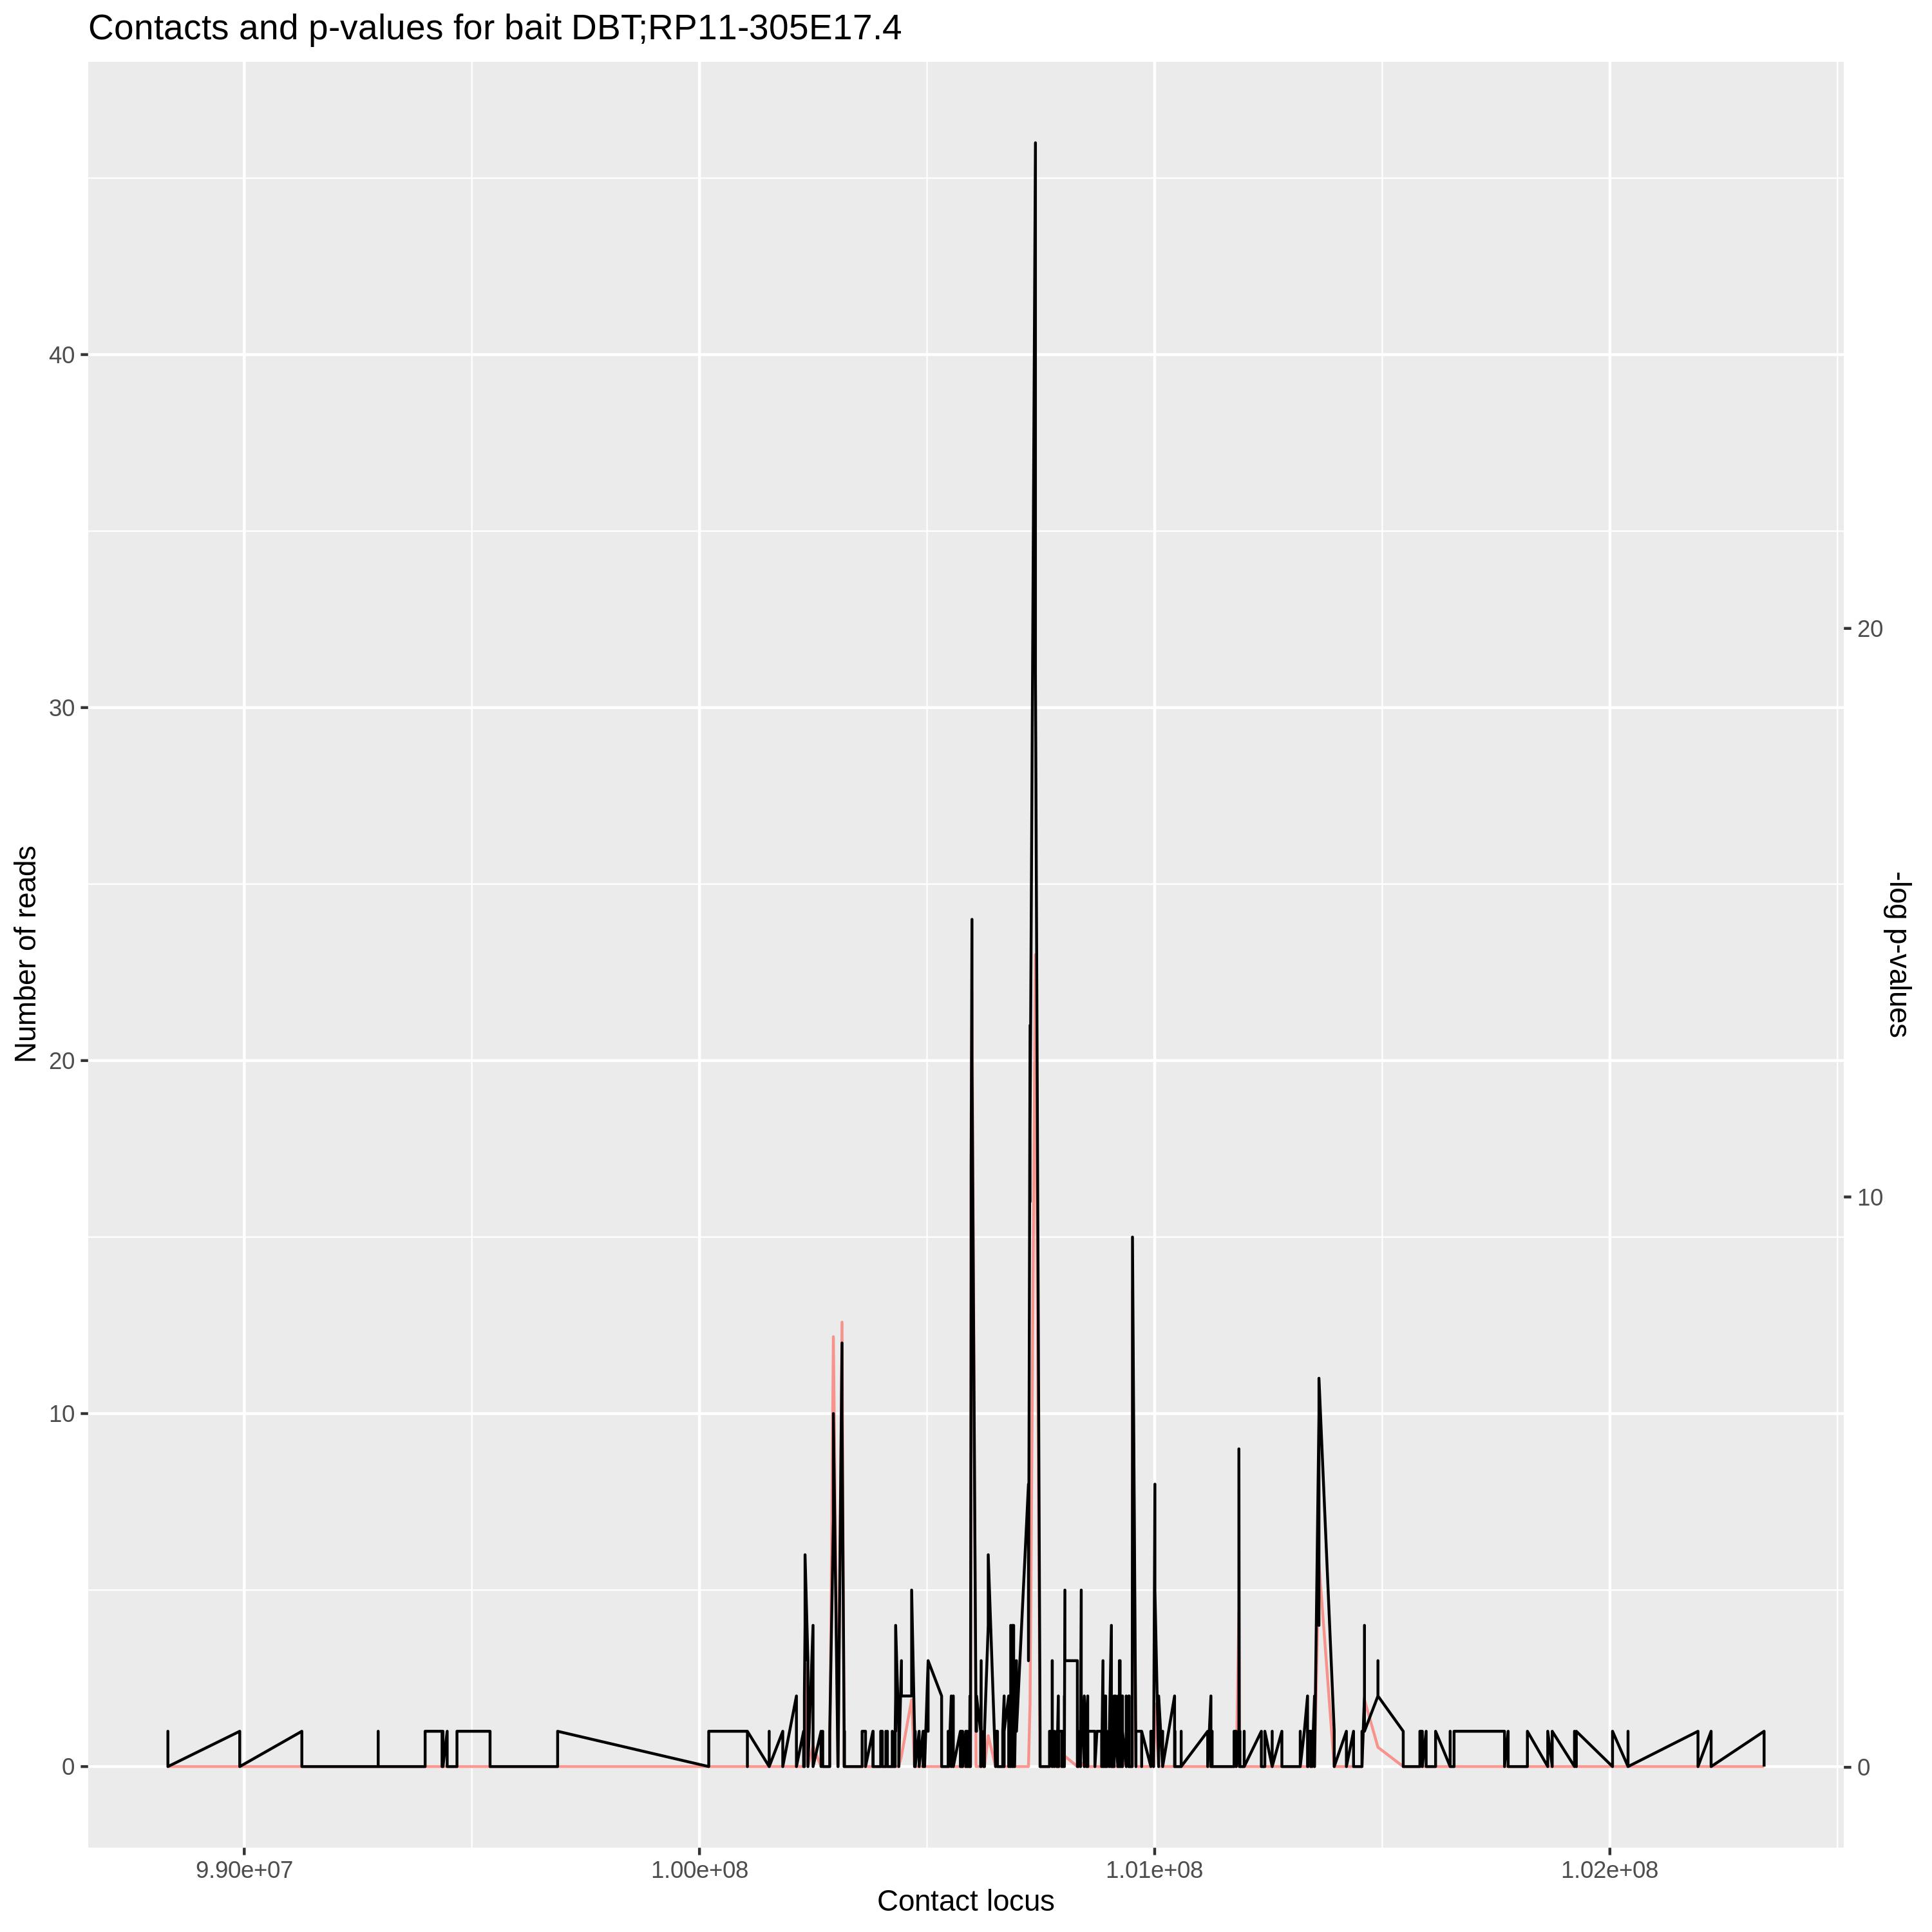 Contacts and p-values for bait DBT;RP11-305E17.4
Number of reads
40
30
20
10
0
20
10
0
-log p-values
9.90e+07
1.00e+08
1.01e+08
1.02e+08
Contact locus